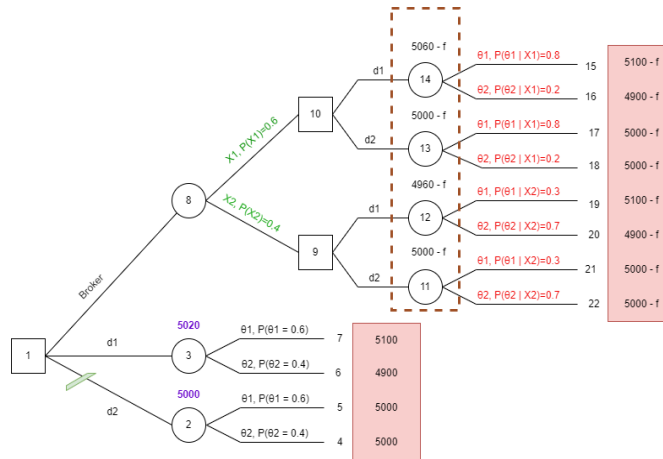 5060 - f
d1
14
θ1, P(θ1 | X1)=0.8
15
5100 - f
θ2, P(θ2 | X1)=0.2
16
4900 - f
10
X1, P(X1)=0.6
5000 - f
d2
13
θ1, P(θ1 | X1)=0.8
17
5000 - f
θ2, P(θ2 | X1)=0.2
18
5000 - f
8
X2, P(X2)=0.4
4960 - f
d1
12
θ1, P(θ1 | X2)=0.3
19
5100 - f
θ2, P(θ2 | X2)=0.7
20
4900 - f
9
5000 - f
d2
11
θ1, P(θ1 | X2)=0.3
21
5000 - f
θ2, P(θ2 | X2)=0.7
22
5000 - f
Broker
1
d1
5020
3
θ1, P(θ1 = 0.6)
7
5100
θ2, P(θ2 = 0.4)
6
4900
d2
5000
2
θ1, P(θ1 = 0.6)
5
5000
θ2, P(θ2 = 0.4)
4
5000